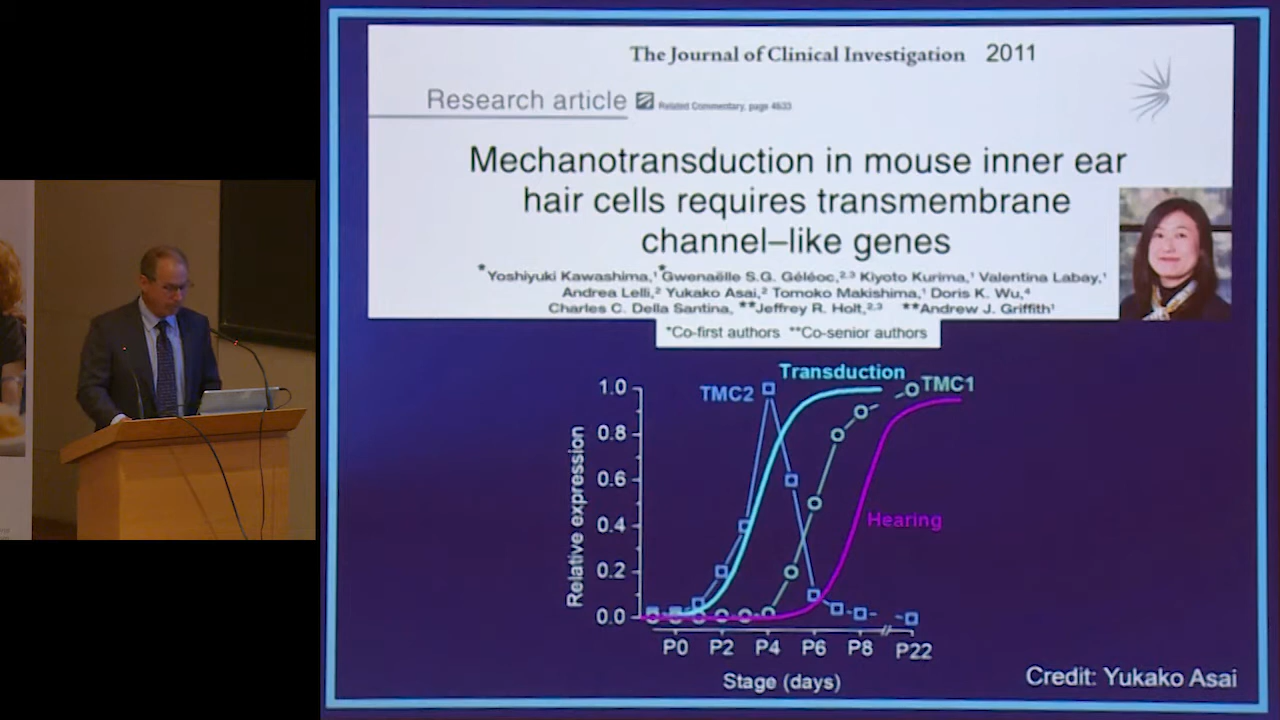 The Journal of Clinical Investigation 2011
Research article Related Commentary, page 4633
Mechanotransduction in mouse inner ear
hair cells requires transmembrane
channel–like genes
*Yoshiyuki Kawashima,¹ *Gwenaëlle S.G. Géléoc,²,³ Kiyoto Kurima,¹ Valentina Labay,¹
Andrea Lelli,² Yukako Asai,² Tomoko Makishima,¹ Doris K. Wu,⁴
Charles C. Della Santina, **Jeffrey R. Holt,²,³ **Andrew J. Griffith¹
*Co-first authors **Co-senior authors
Transduction
TMC2
TMC1
Hearing
Relative expression
1.0
0.8
0.6
0.4
0.2
0.0
P0 P2 P4 P6 P8 P22
Stage (days)
Credit: Yukako Asai